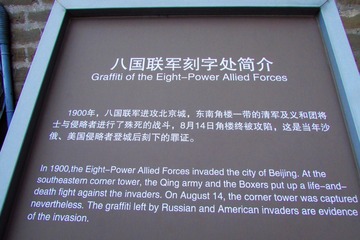 八国联军刻字处简介
Graffiti of the Eight-Power Allied Forces
1900年，八国联军进攻北京城，东南角楼一带的清军及义和团将
士与侵略者进行了殊死的战斗，8月14日角楼终被攻陷，这是当年沙
俄、美国侵略者登城后刻下的罪证。
In 1900,the Eight-Power Allied Forces invaded the city of Beijing. At the
southeastern corner tower, the Qing army and the Boxers put up a life-and-
death fight against the invaders. On August 14, the corner tower was captured
nevertheless. The graffiti left by Russian and American invaders are evidence
of the invasion.